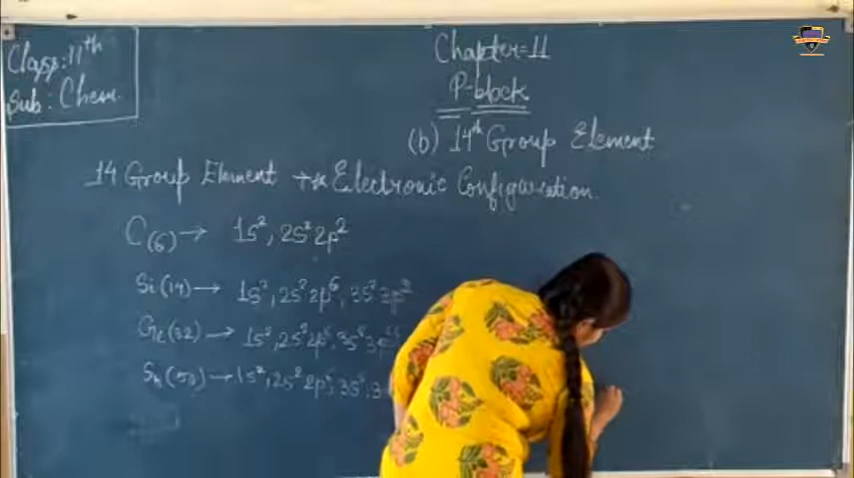 Class: 11th
Sub: Chem.
Chapter = 11
P-block
(b) 14th Group Element
14 Group Element → Electronic Configuration
C(6) → 1s², 2s² 2p²
Si(14) → 1s², 2s² 2p⁶, 3s² 3p²
Ge(32) → 1s², 2s² 2p⁶, 3s² 3p⁶
Sn(50) → 1s², 2s² 2p⁶, 3s²,